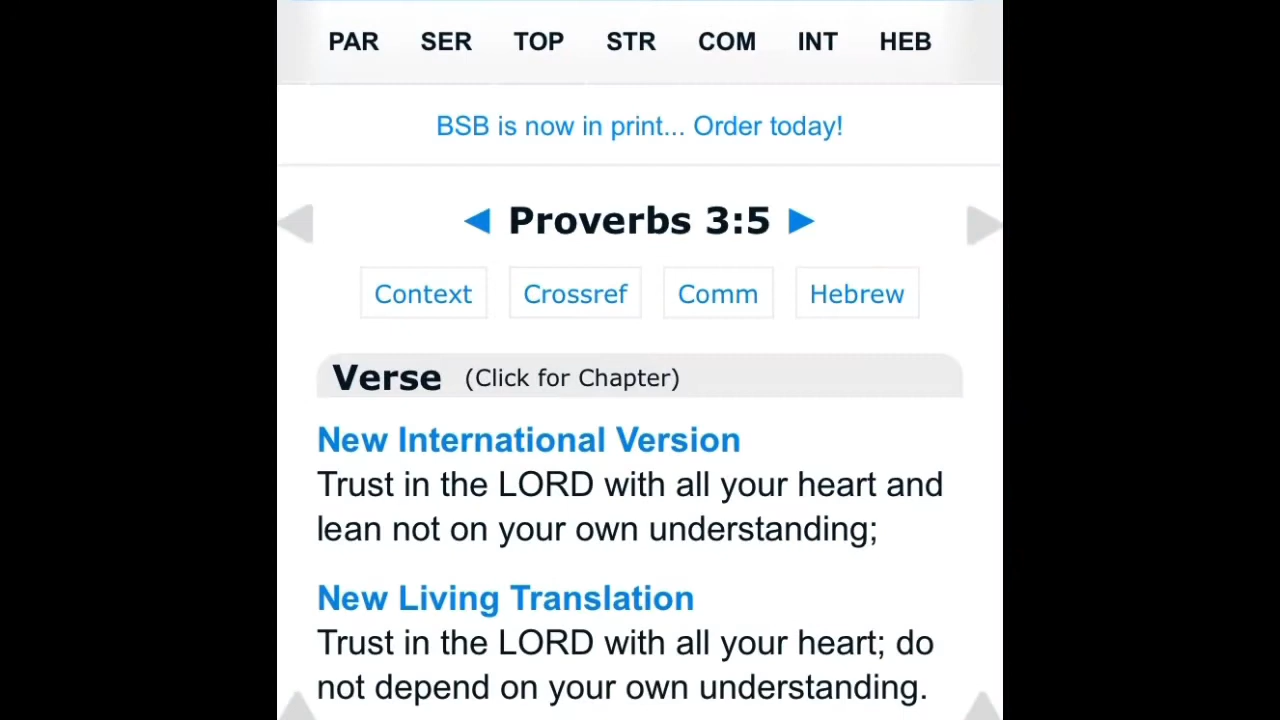 PAR SER TOP STR COM INT HEB
BSB is now in print... Order today!
Proverbs 3:5
Context Crossref Comm Hebrew
Verse (Click for Chapter)
New International Version
Trust in the LORD with all your heart and
lean not on your own understanding;
New Living Translation
Trust in the LORD with all your heart; do
not depend on your own understanding.